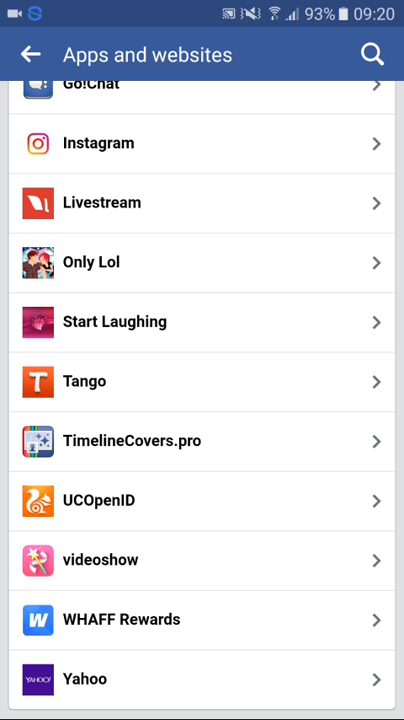 93% 09:20
Apps and websites
Go!Chat
Instagram
Livestream
Only Lol
Start Laughing
T Tango
TimelineCovers.pro
UCOpenID
videoshow
W WHAFF Rewards
YAHOO! Yahoo